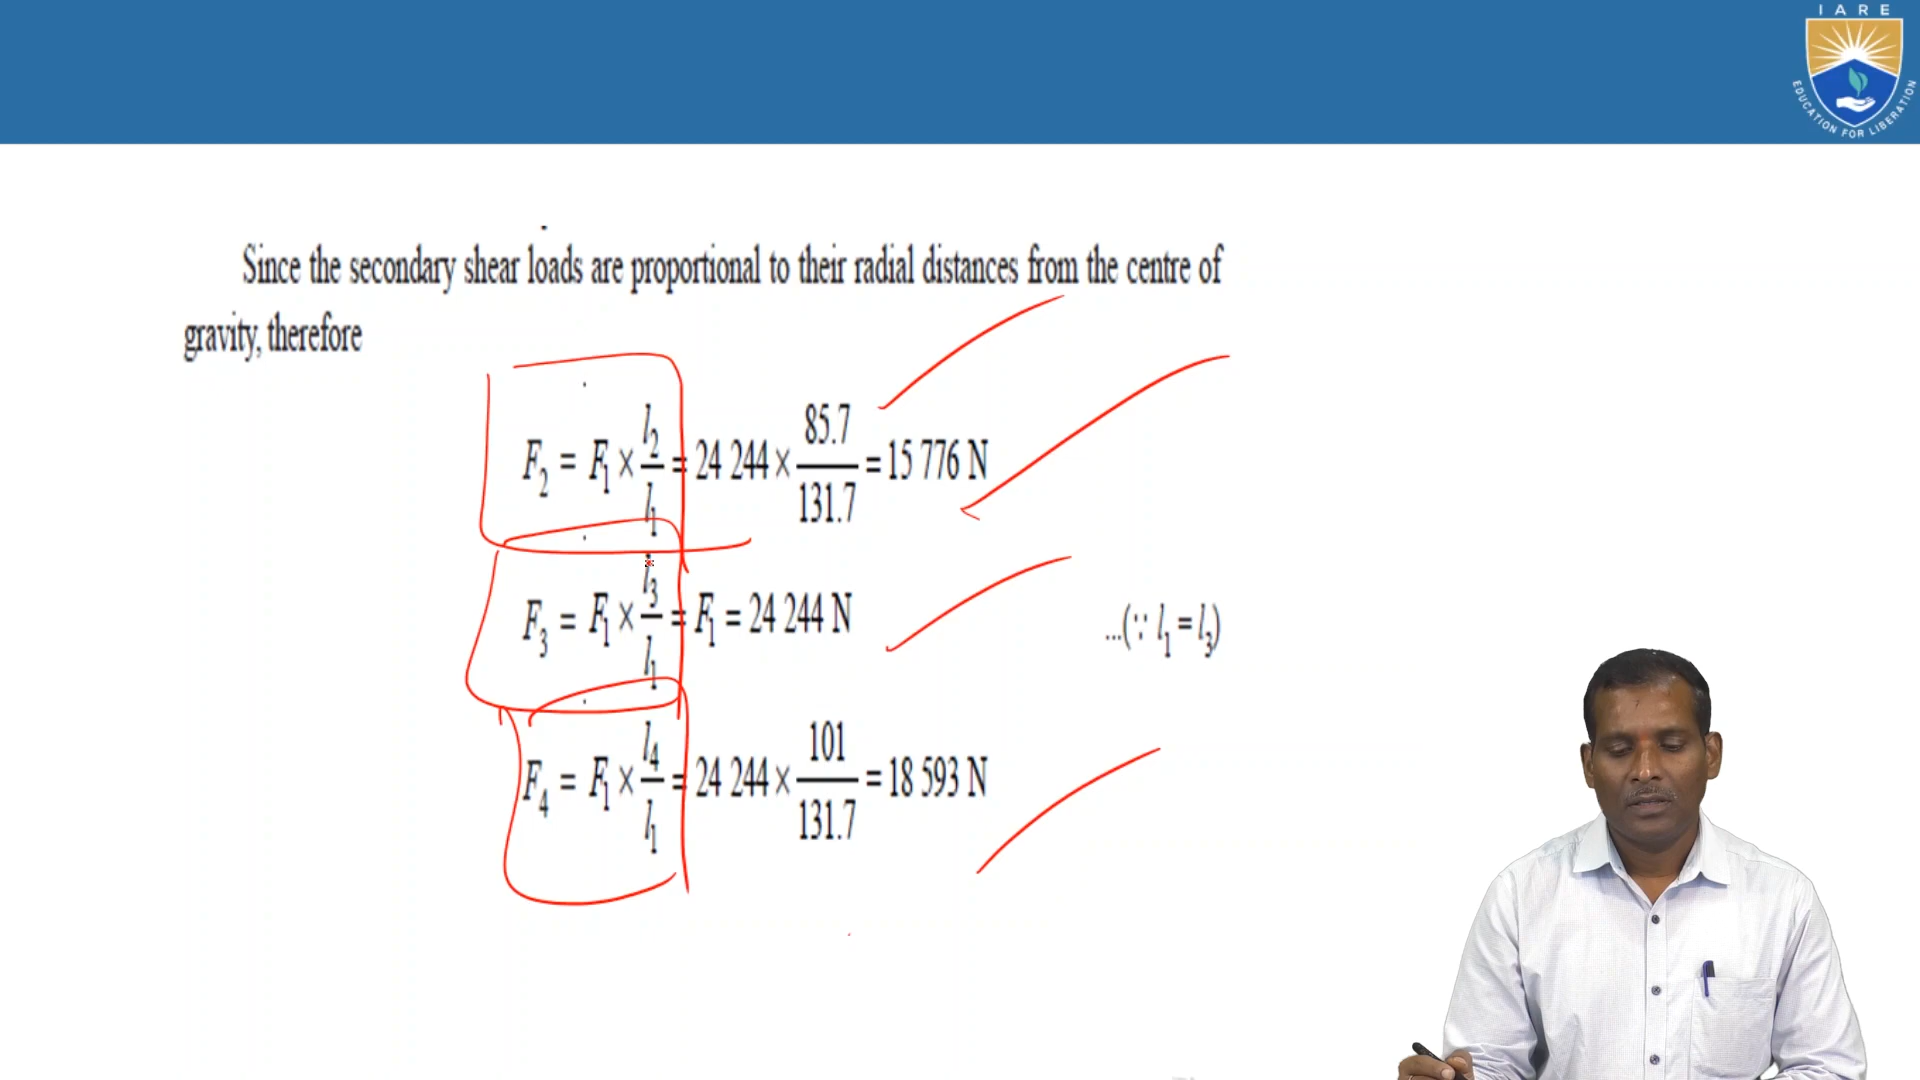 IARE
EDUCATION FOR LIBERATION
Since the secondary shear loads are proportional to their radial distances from the centre of
gravity, therefore
F₂ = F₁ × l₂/l₁ = 24 244 × 85.7/131.7 = 15 776 N
F₃ = F₁ × l₃/l₁ = F₁ = 24 244 N ...(∵ l₁ = l₃)
F₄ = F₁ × l₄/l₁ = 24 244 × 101/131.7 = 18 593 N